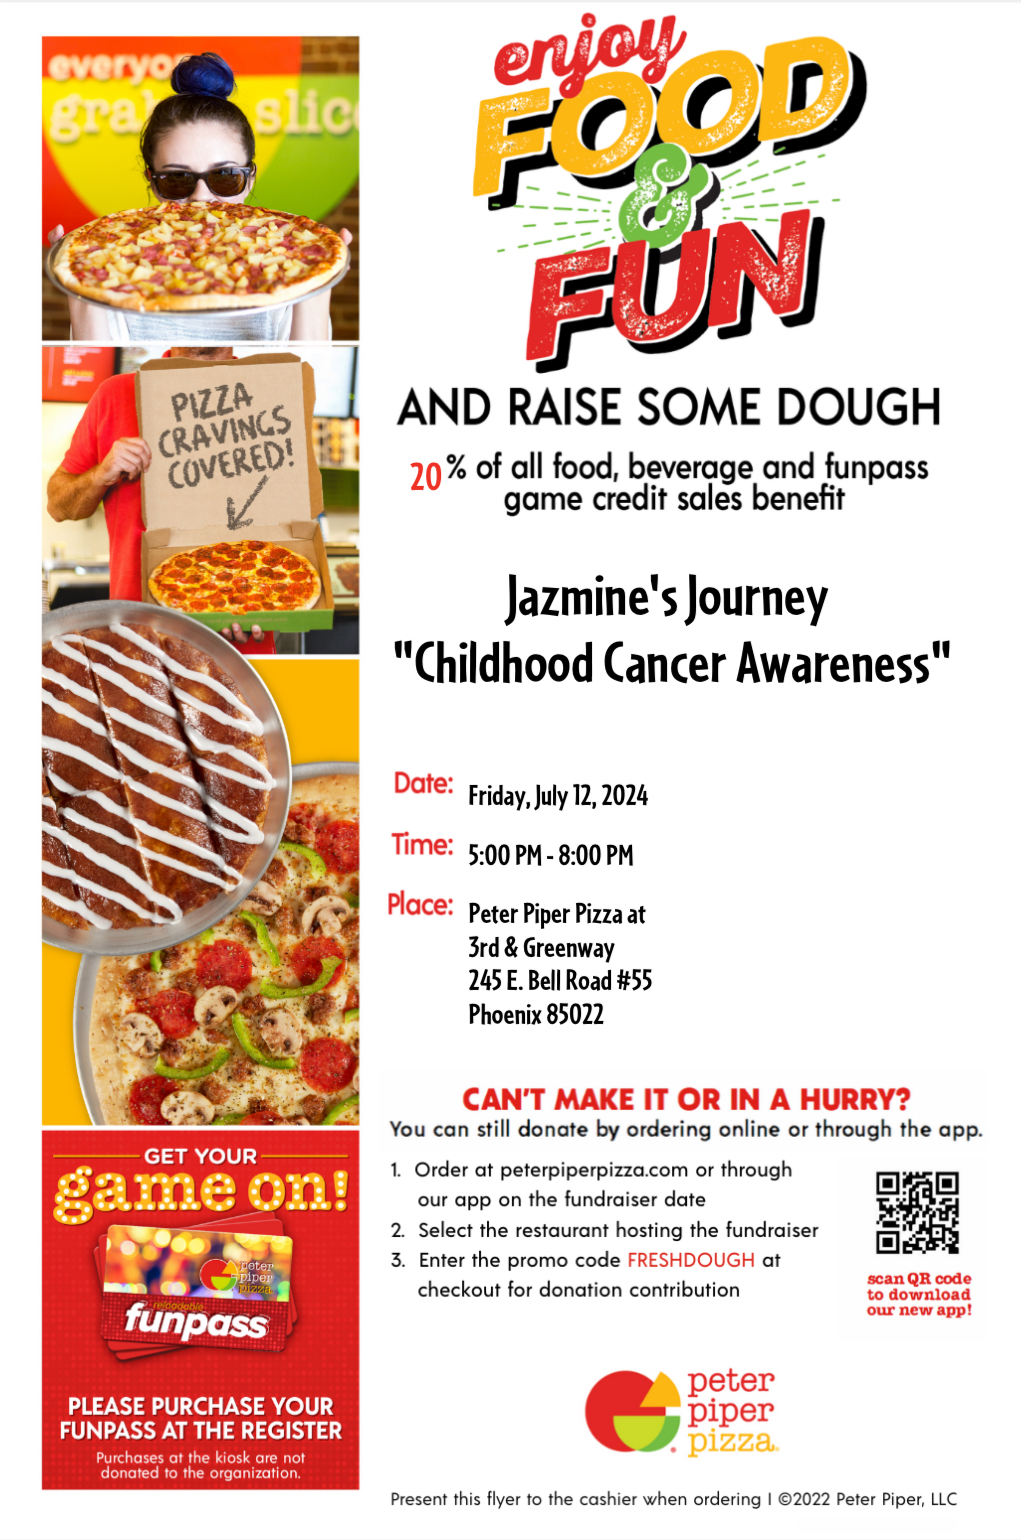 everyo
gra slice
PIZZA
CRAVINGS
COVERED!
GET YOUR
game on!
peter
piper
pizza
reloadable
funpass
PLEASE PURCHASE YOUR
FUNPASS AT THE REGISTER
Purchases at the kiosk are not
donated to the organization.
enjoy
FOOD
&
FUN
AND RAISE SOME DOUGH
20% of all food, beverage and funpass
game credit sales benefit
Jazmine's Journey
"Childhood Cancer Awareness"
Date: Friday, July 12, 2024
Time: 5:00 PM - 8:00 PM
Place: Peter Piper Pizza at
3rd & Greenway
245 E. Bell Road #55
Phoenix 85022
CAN'T MAKE IT OR IN A HURRY?
You can still donate by ordering online or through the app.
1. Order at peterpiperpizza.com or through
our app on the fundraiser date
2. Select the restaurant hosting the fundraiser
3. Enter the promo code FRESHDOUGH at
checkout for donation contribution
scan QR code
to download
our new app!
peter
piper
pizza.
Present this flyer to the cashier when ordering | ©2022 Peter Piper, LLC